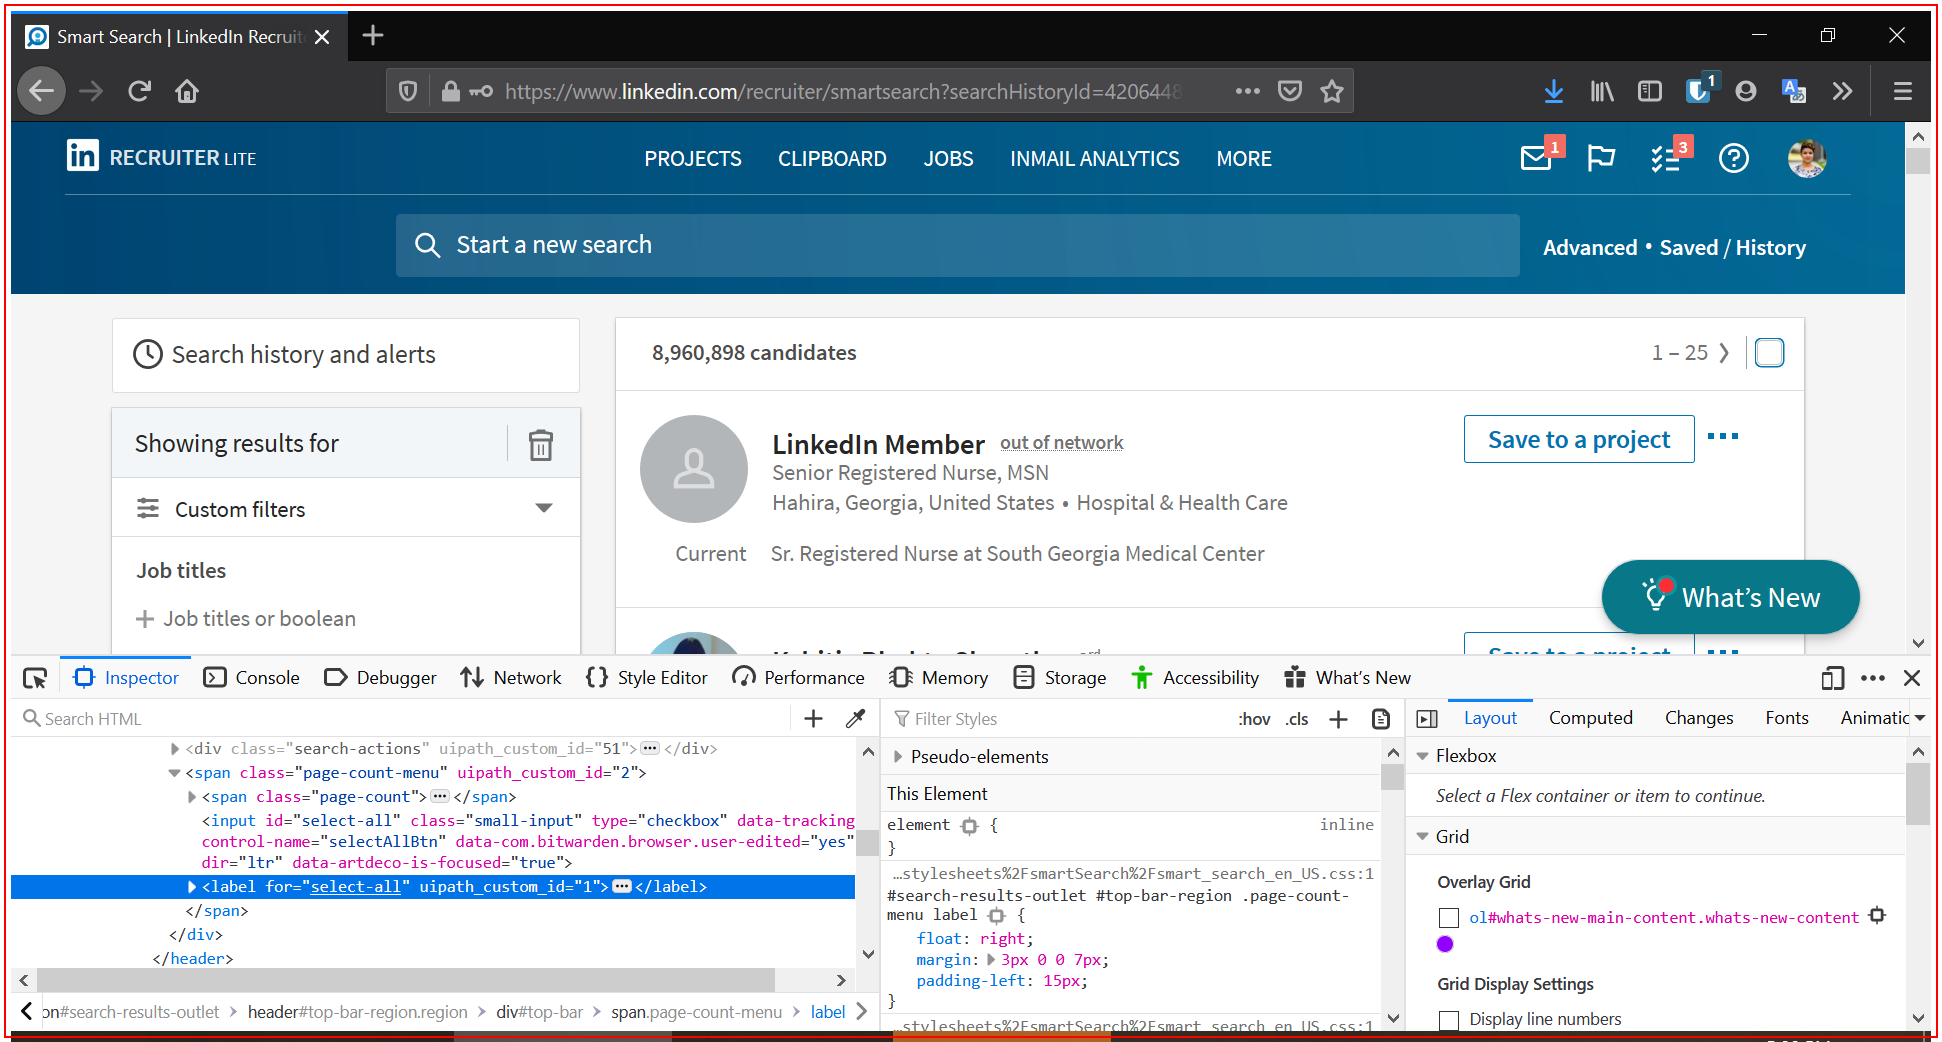 Smart Search | LinkedIn Recruit
https://www.linkedin.com/recruiter/smartsearch?searchHistoryId=4206448
1
in RECRUITER LITE
PROJECTS CLIPBOARD JOBS INMAIL ANALYTICS MORE
1
3
Start a new search
Advanced • Saved / History
Search history and alerts
8,960,898 candidates
1 – 25
Showing results for
Custom filters
Job titles
Job titles or boolean
LinkedIn Member out of network
Senior Registered Nurse, MSN
Hahira, Georgia, United States • Hospital & Health Care
Current Sr. Registered Nurse at South Georgia Medical Center
Save to a project
What's New
Save to a project
Inspector Console Debugger Network Style Editor Performance Memory Storage Accessibility What's New
Search HTML
<div class="search-actions" uipath_custom_id="51"></div>
<span class="page-count-menu" uipath_custom_id="2">
<span class="page-count"></span>
<input id="select-all" class="small-input" type="checkbox" data-tracking
control-name="selectAllBtn" data-com.bitwarden.browser.user-edited="yes"
dir="ltr" data-artdeco-is-focused="true">
<label for="select-all" uipath_custom_id="1"></label>
</span>
</div>
</header>
on#search-results-outlet header#top-bar-region.region div#top-bar span.page-count-menu label
Filter Styles
:hov .cls
Pseudo-elements
This Element
element { inline
}
…stylesheets%2FsmartSearch%2Fsmart_search_en_US.css:1
#search-results-outlet #top-bar-region .page-count-
menu label {
float: right;
margin: 3px 0 0 7px;
padding-left: 15px;
}
…stylesheets%2FsmartSearch%2Fsmart_search_en_US.css:1
Layout Computed Changes Fonts Animatic
Flexbox
Select a Flex container or item to continue.
Grid
Overlay Grid
ol#whats-new-main-content.whats-new-content
Grid Display Settings
Display line numbers